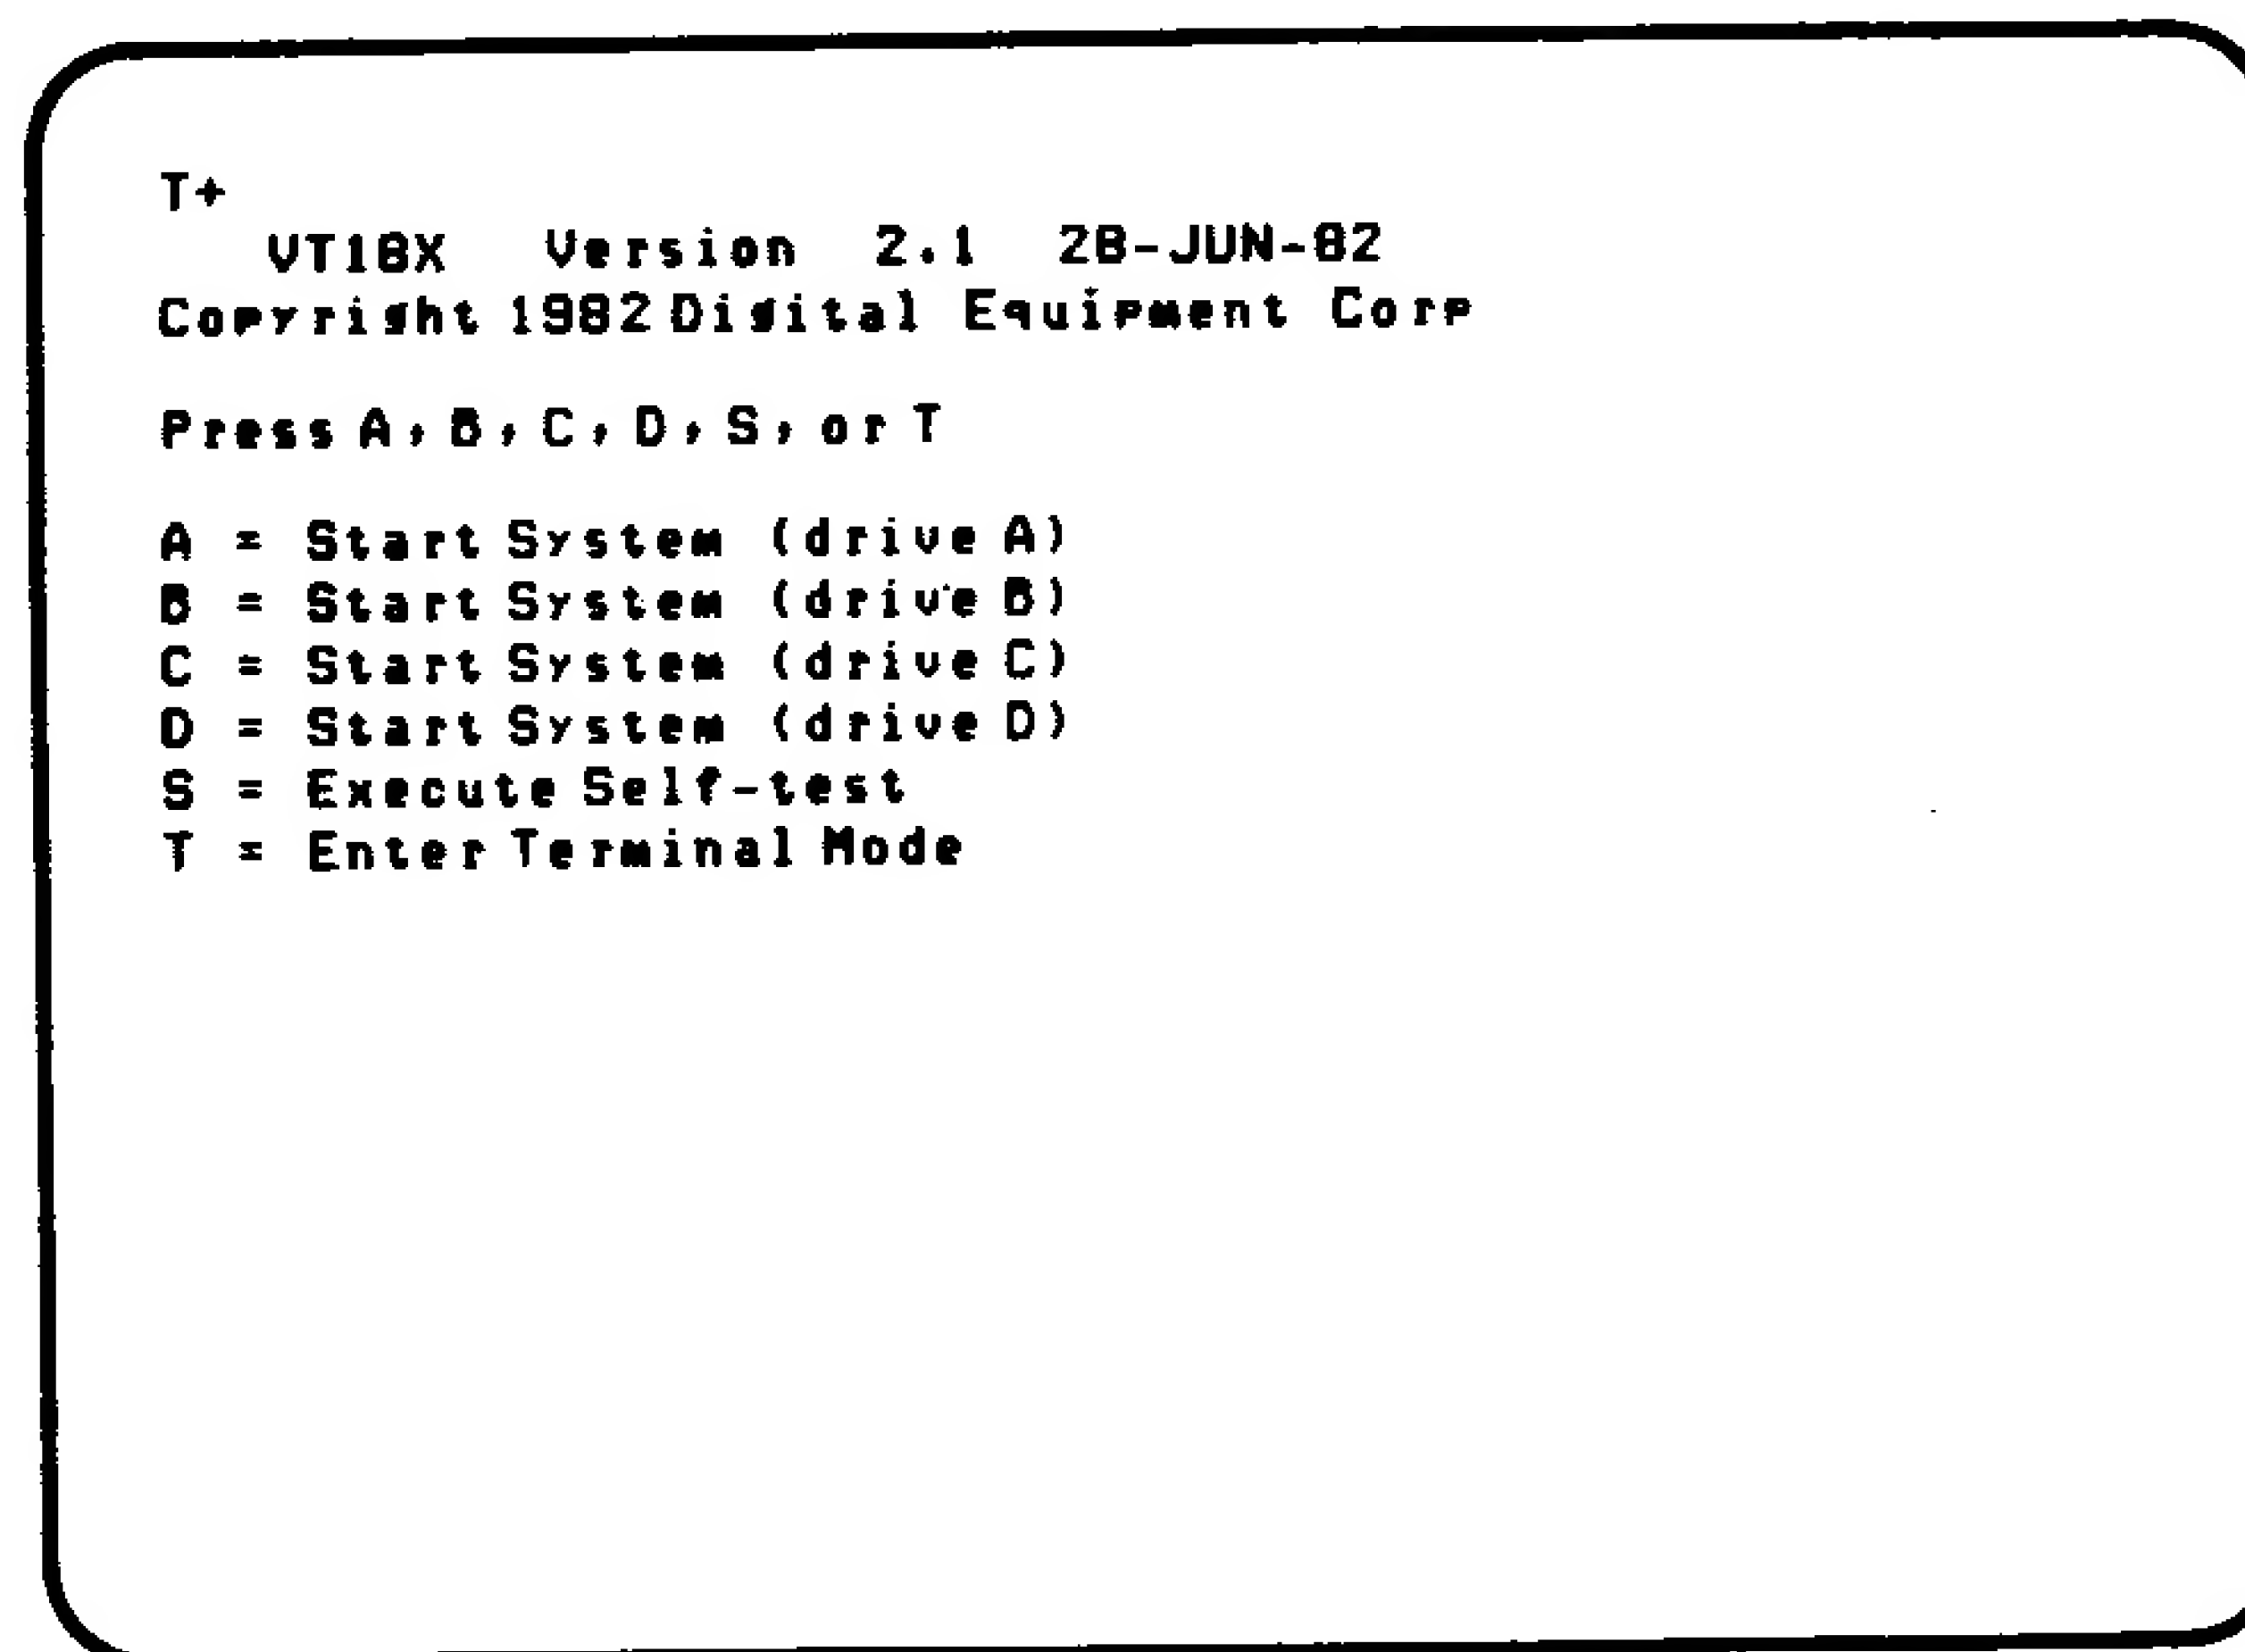 T+
VT18X Version 2.1 28-JUN-82
Copyright 1982 Digital Equipment Corp
Press A, B, C, D, S, or T
A = Start System (drive A)
B = Start System (drive B)
C = Start System (drive C)
D = Start System (drive D)
S = Execute Self-test
T = Enter Terminal Mode